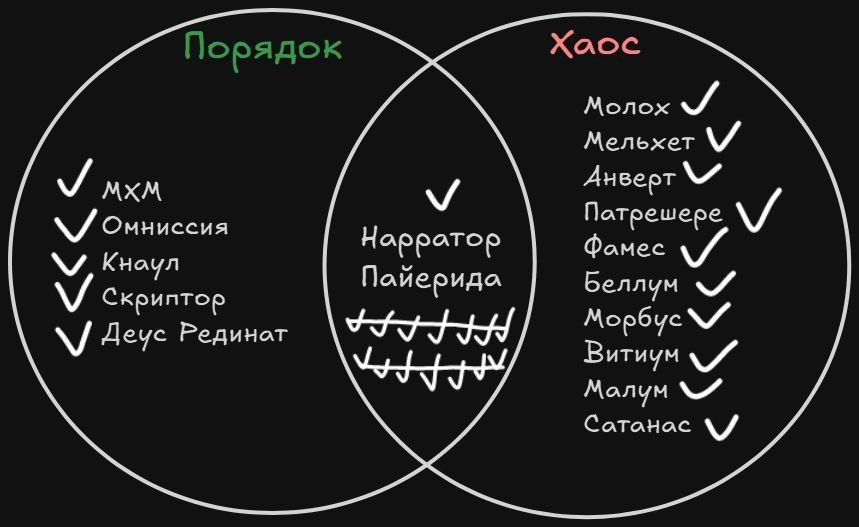 Порядок
Хаос
МХМ
Омниссия
Кнаул
Скриптор
Деус Рединат
Нарратор
Пайерида
Молох
Мельхет
Анверт
Патрешере
Фамес
Беллум
Морбус
Витиум
Малум
Сатанас